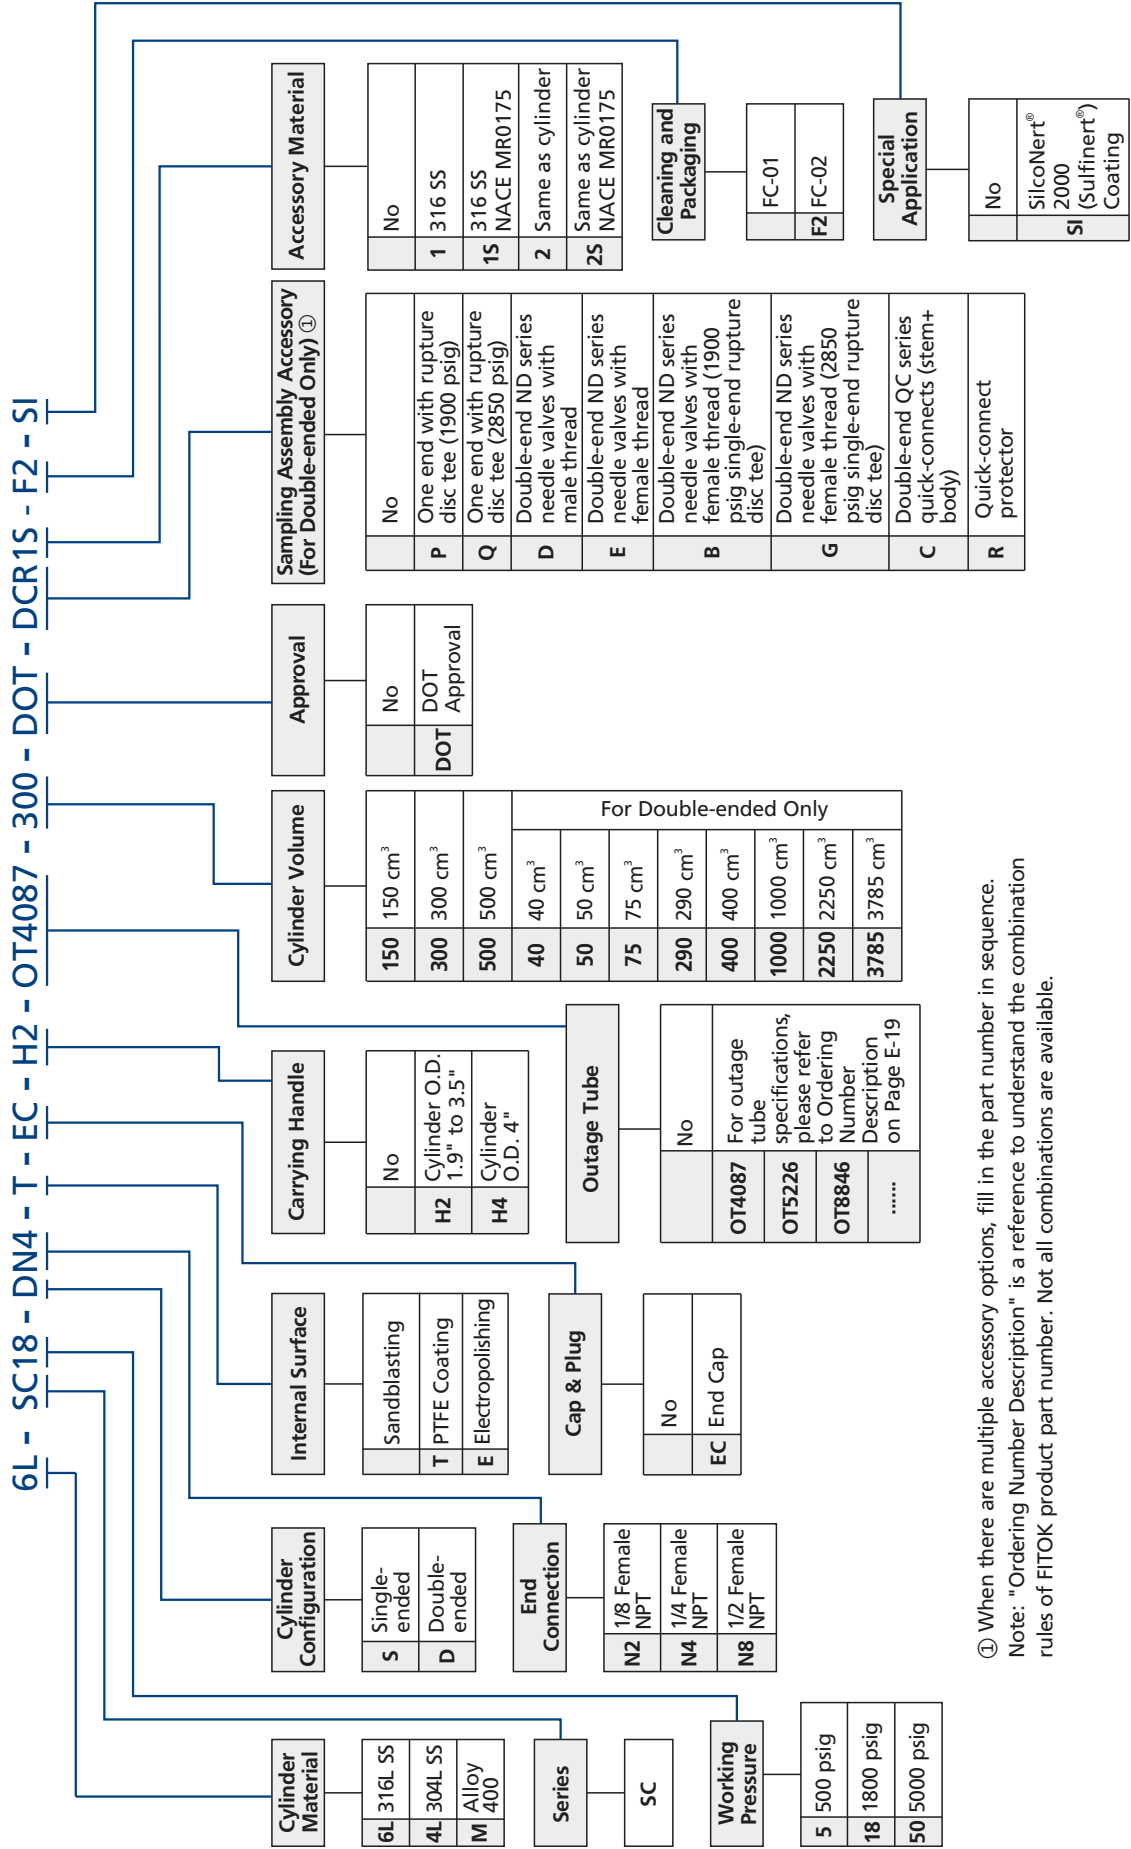 6L - SC18 - DN4 - T - EC - H2 - OT4087 - 300 - DOT - DCR1S - F2 - SI
Cylinder
Material
6L 316L SS
4L 304L SS
M Alloy
400
Series
SC
Working
Pressure
5 500 psig
18 1800 psig
50 5000 psig
Cylinder
Configuration
S Single-
ended
D Double-
ended
End
Connection
N2 1/8 Female
NPT
N4 1/4 Female
NPT
N8 1/2 Female
NPT
Internal Surface
Sandblasting
T PTFE Coating
E Electropolishing
Cap & Plug
No
EC End Cap
Carrying Handle
No
H2 Cylinder O.D.
1.9" to 3.5"
H4 Cylinder
O.D. 4"
Outage Tube
No
OT4087
OT5226
OT8846
......
For outage
tube
specifications,
please refer
to Ordering
Number
Description
on Page E-19
Cylinder Volume
150 150 cm³
300 300 cm³
500 500 cm³
40 40 cm³
50 50 cm³
75 75 cm³
290 290 cm³
400 400 cm³
1000 1000 cm³
2250 2250 cm³
3785 3785 cm³
For Double-ended Only
Approval
No
DOT DOT
Approval
Sampling Assembly Accessory
(For Double-ended Only) ①
No
P One end with rupture
disc tee (1900 psig)
Q One end with rupture
disc tee (2850 psig)
D Double-end ND series
needle valves with
male thread
E Double-end ND series
needle valves with
female thread
B Double-end ND series
needle valves with
female thread (1900
psig single-end rupture
disc tee)
G Double-end ND series
needle valves with
female thread (2850
psig single-end rupture
disc tee)
C Double-end QC series
quick-connects (stem+
body)
R Quick-connect
protector
Accessory Material
No
1 316 SS
1S 316 SS
NACE MR0175
2 Same as cylinder
2S Same as cylinder
NACE MR0175
Cleaning and
Packaging
FC-01
F2 FC-02
Special
Application
No
SI SilcoNert®
2000
(Sulfinert®)
Coating
① When there are multiple accessory options, fill in the part number in sequence.
Note: "Ordering Number Description" is a reference to understand the combination
rules of FITOK product part number. Not all combinations are available.